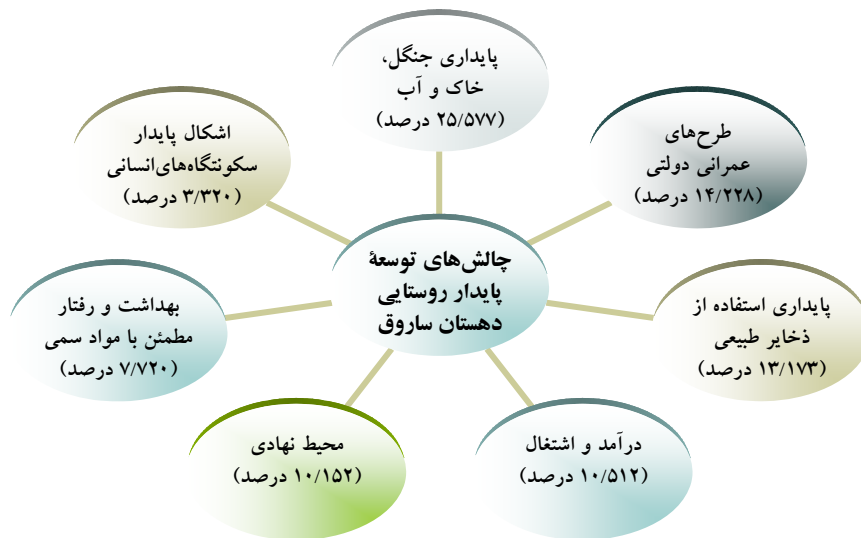 پایداری جنگل،
خاک و آب
(۲۵/۵۷۷ درصد)
طرح‌های
عمرانی دولتی
(۱۴/۲۲۸ درصد)
پایداری استفاده از
ذخایر طبیعی
(۱۳/۱۷۳ درصد)
درآمد و اشتغال
(۱۰/۵۱۲ درصد)
محیط نهادی
(۱۰/۱۵۲ درصد)
بهداشت و رفتار
مطمئن با مواد سمی
(۷/۷۲۰ درصد)
اشکال پایدار
سکونتگاه‌های‌انسانی
(۳/۳۲۰ درصد)
چالش‌های توسعهٔ
پایدار روستایی
دهستان ساروق